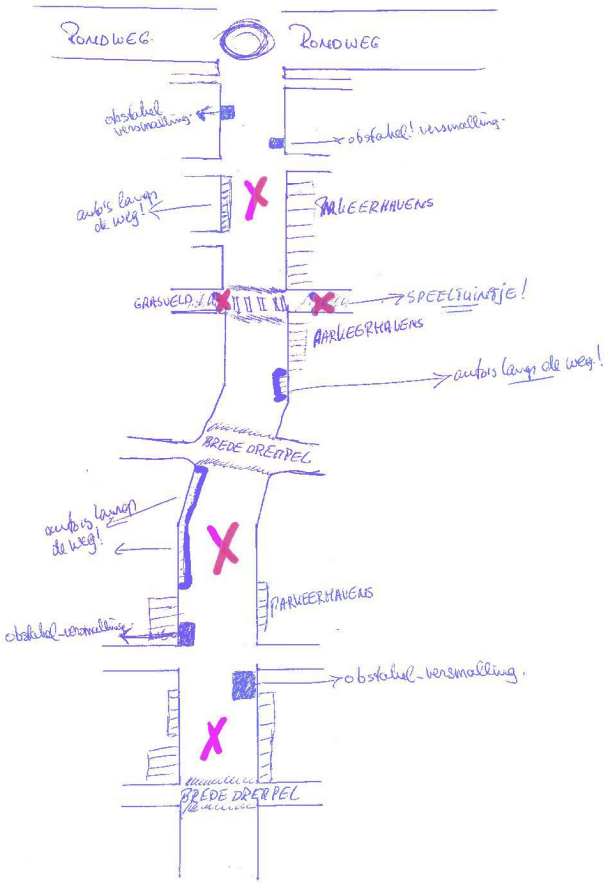 RONDWEG.
RONDWEG
obstakel
versmalling.
obstakel! versmalling.
auto's langs
de weg!
PARKEERHAVENS
GRASVELD
SPEELTUINTJE!
PARKEERHAVENS
auto's langs de weg!
BREDE DREMPEL
auto's langs
de weg!
PARKEERHAVENS
obstakel-versmalling.
obstakel-versmalling.
BREDE DREMPEL